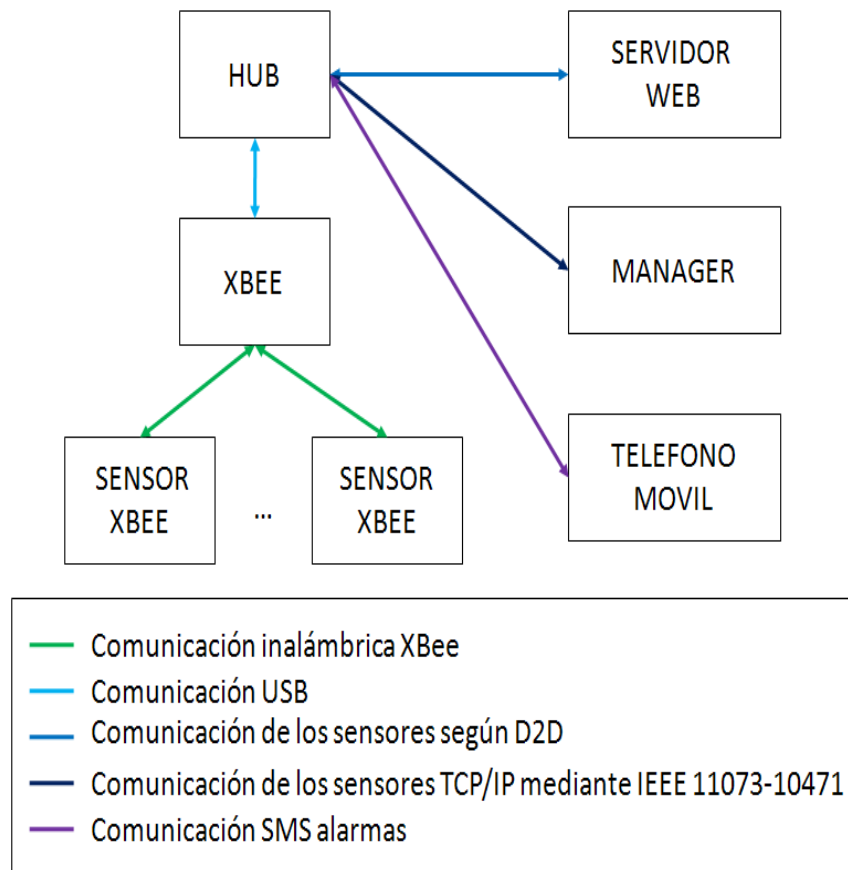 HUB
SERVIDOR
WEB
XBEE
MANAGER
SENSOR
XBEE
...
SENSOR
XBEE
TELEFONO
MOVIL
Comunicación inalámbrica XBee
Comunicación USB
Comunicación de los sensores según D2D
Comunicación de los sensores TCP/IP mediante IEEE 11073-10471
Comunicación SMS alarmas